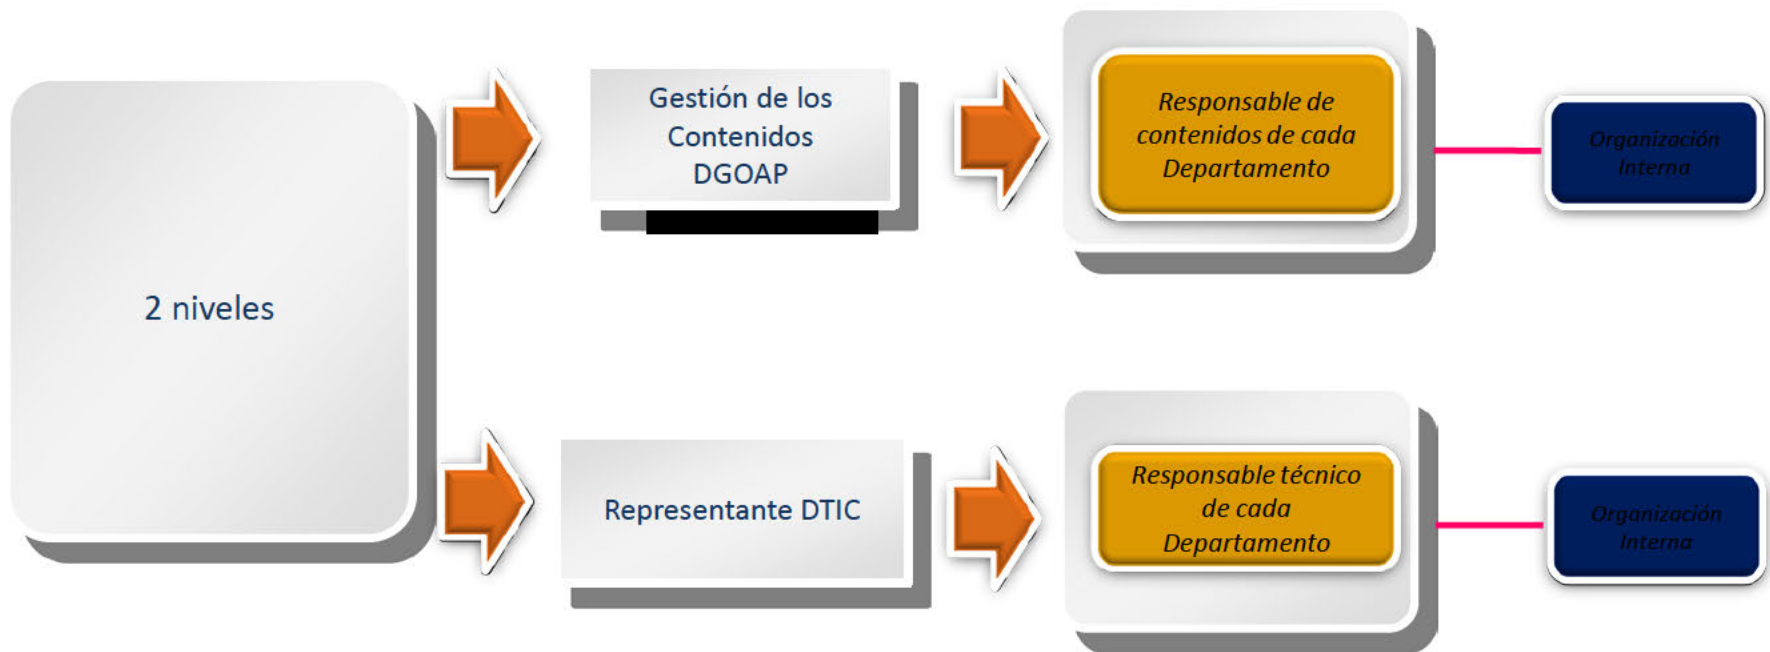 2 niveles
Gestión de los
Contenidos
DGOAP
Responsable de
contenidos de cada
Departamento
Organización
Interna
Representante DTIC
Responsable técnico
de cada
Departamento
Organización
Interna